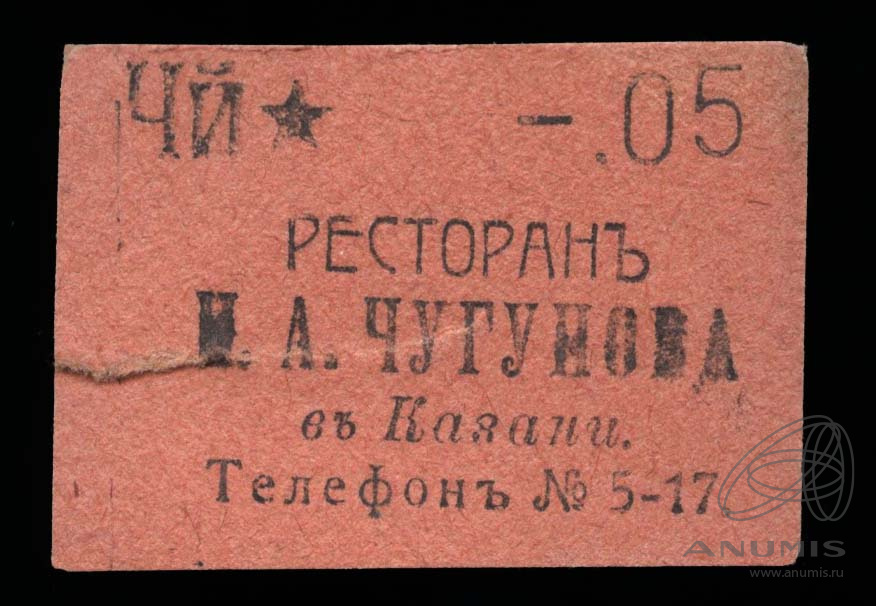 ЧЙ★ -.05
РЕСТОРАНЪ
И. А. ЧУГУНОВА
въ Казани.
Телефонъ № 5-17.
ANUMIS
www.anumis.ru